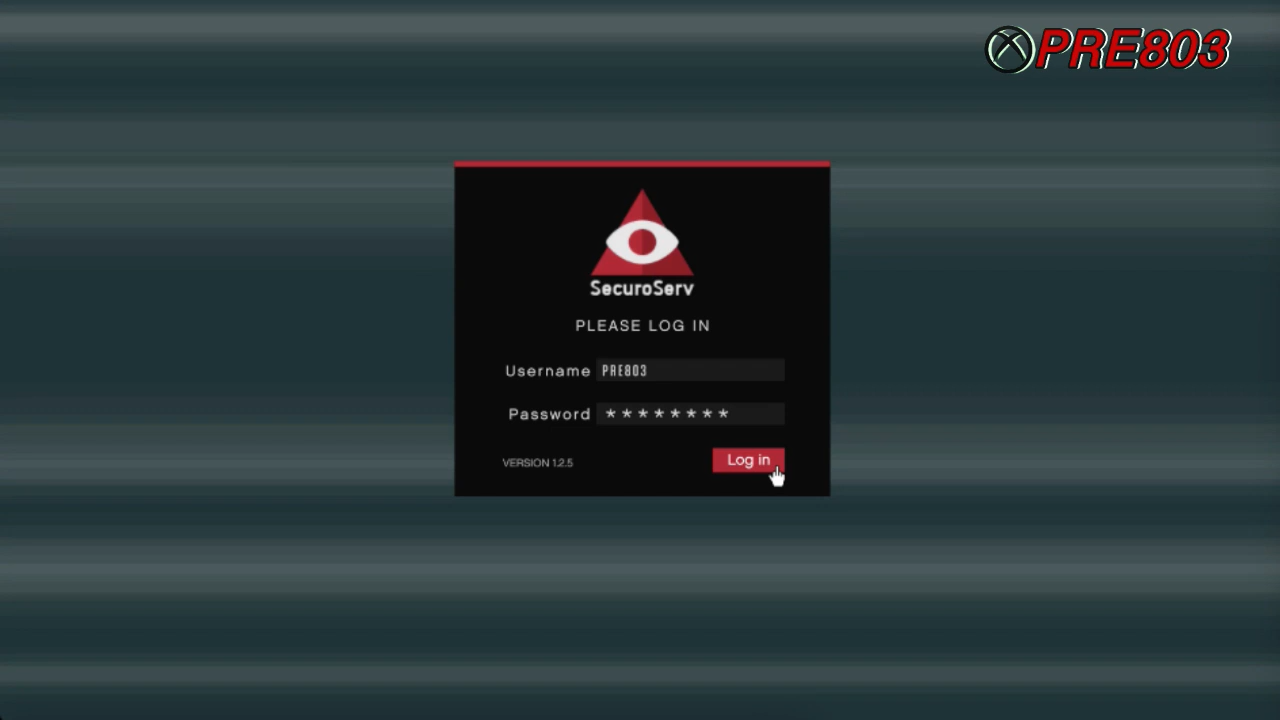 PRE803
SecuroServ
PLEASE LOG IN
Username PRE803
Password ********
VERSION 1.2.5
Log in